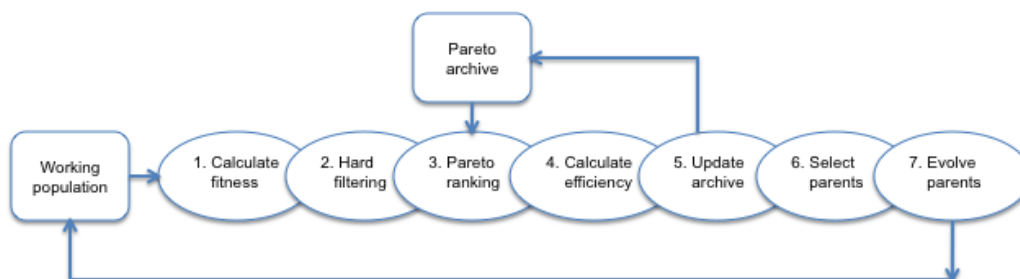 Pareto
archive
Working
population
1. Calculate
fitness
2. Hard
filtering
3. Pareto
ranking
4. Calculate
efficiency
5. Update
archive
6. Select
parents
7. Evolve
parents